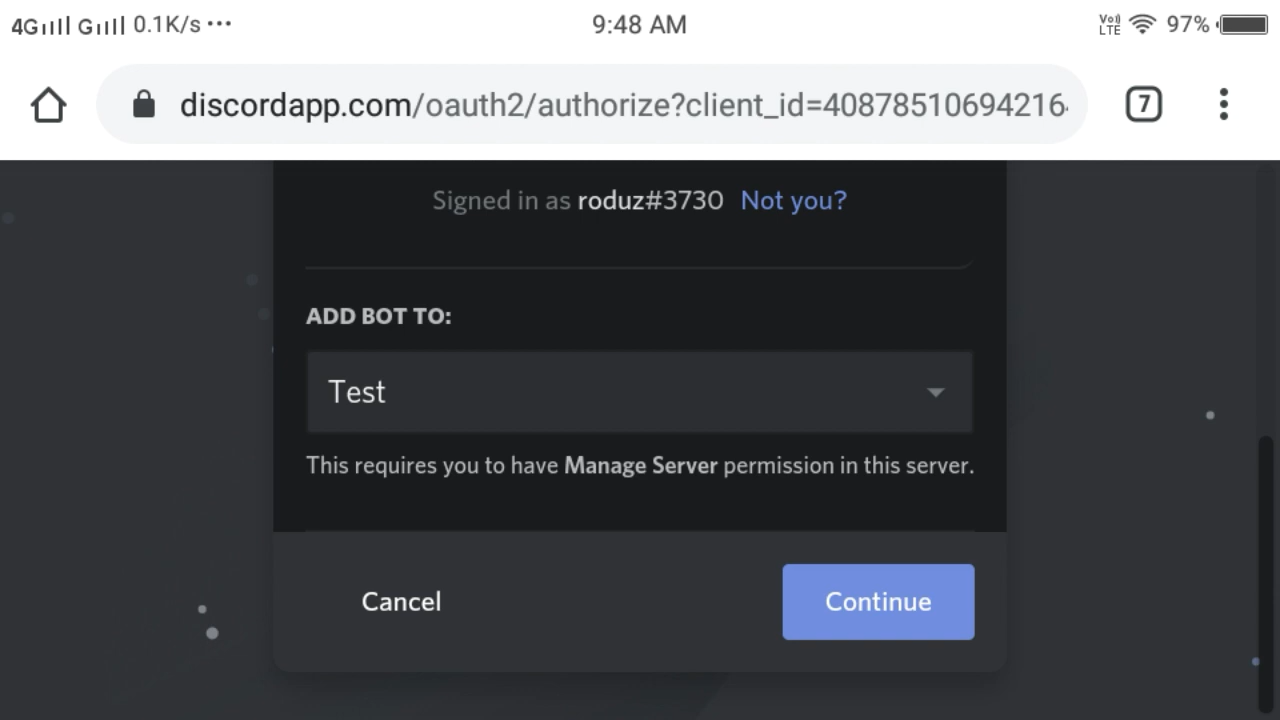 4G G 0.1K/s ··· 9:48 AM Vo) LTE 97%
discordapp.com/oauth2/authorize?client_id=40878510694216 7
Signed in as roduz#3730 Not you?
ADD BOT TO:
Test
This requires you to have Manage Server permission in this server.
Cancel Continue